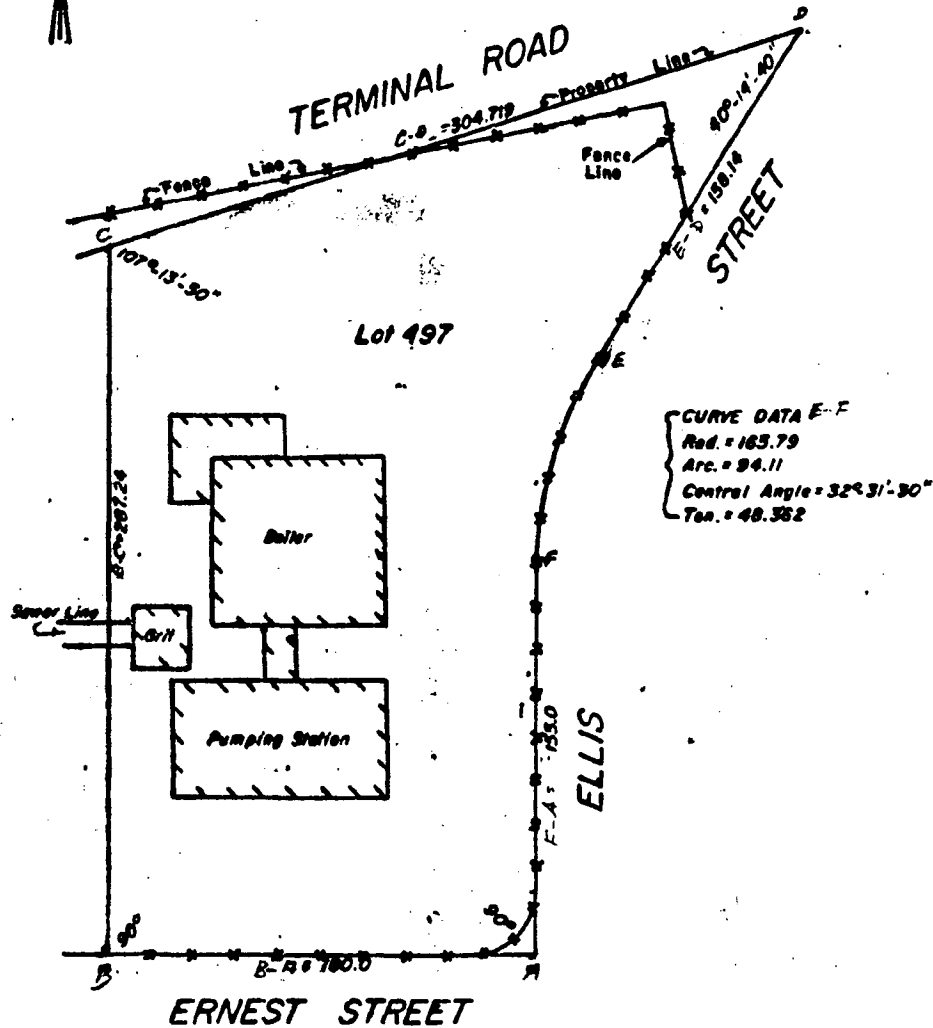 D
TERMINAL ROAD
Property Line
C-D = 304.719
40°-14'-40"
Fence Line
Fence
Line
E-D = 158.14
STREET
C
107°-13'-50"
Lot 497
E
CURVE DATA E-F
Rad. = 165.79
Arc. = 94.11
Central Angle = 32°31'-30"
Tan. = 48.362
B-C=287.24
Boiler
F
Sewer Line
Grit
Pumping Station
F-A = 155.0
ELLIS
90°
90°
B
B-A = 180.0
A
ERNEST STREET